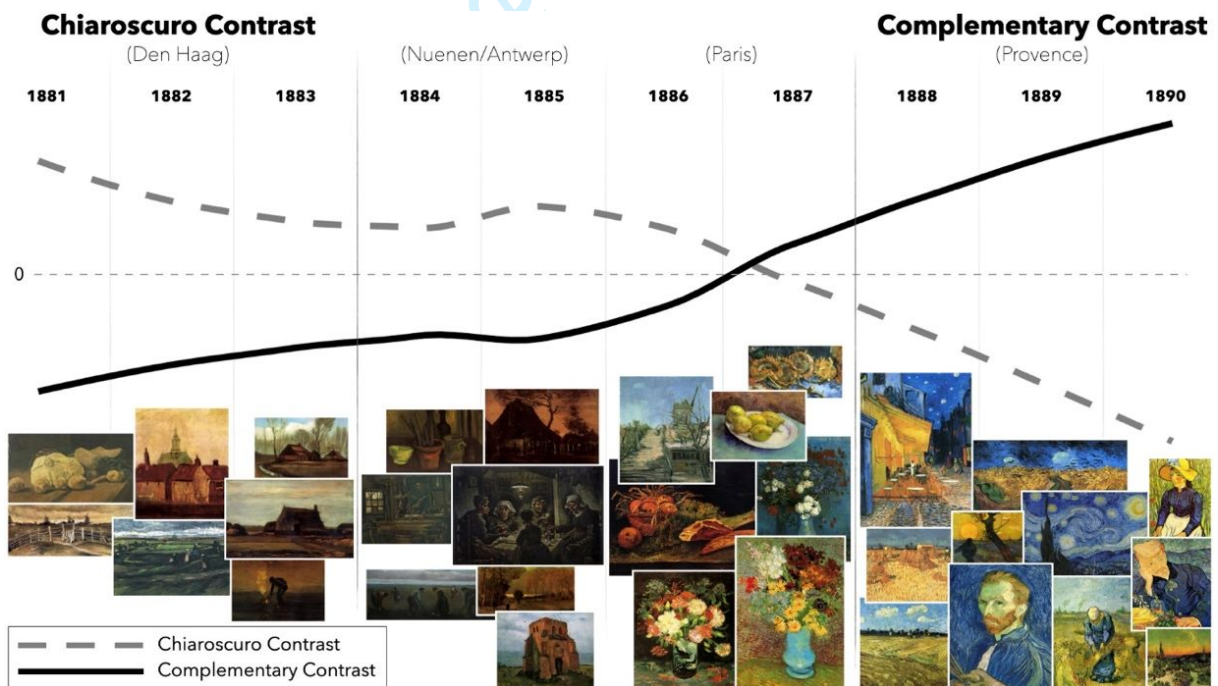 Chiaroscuro Contrast
Complementary Contrast
(Den Haag)
(Nuenen/Antwerp)
(Paris)
(Provence)
1881 1882 1883 1884 1885 1886 1887 1888 1889 1890
0
Chiaroscuro Contrast
Complementary Contrast